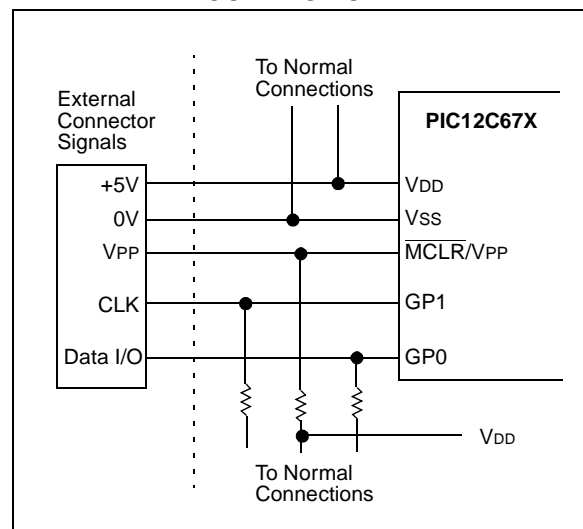 To Normal
Connections
External
Connector
Signals
PIC12C67X
+5V
VDD
0V
VSS
VPP
MCLR/VPP
CLK
GP1
Data I/O
GP0
VDD
To Normal
Connections